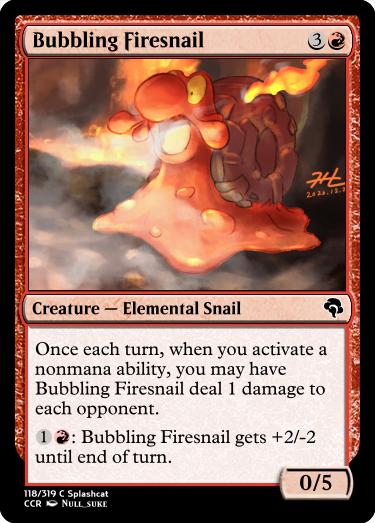 Bubbling Firesnail 3
Creature — Elemental Snail
Once each turn, when you activate a
nonmana ability, you may have
Bubbling Firesnail deal 1 damage to
each opponent.
1 : Bubbling Firesnail gets +2/-2
until end of turn.
0/5
118/319 C Splashcat
CCR Null_suke